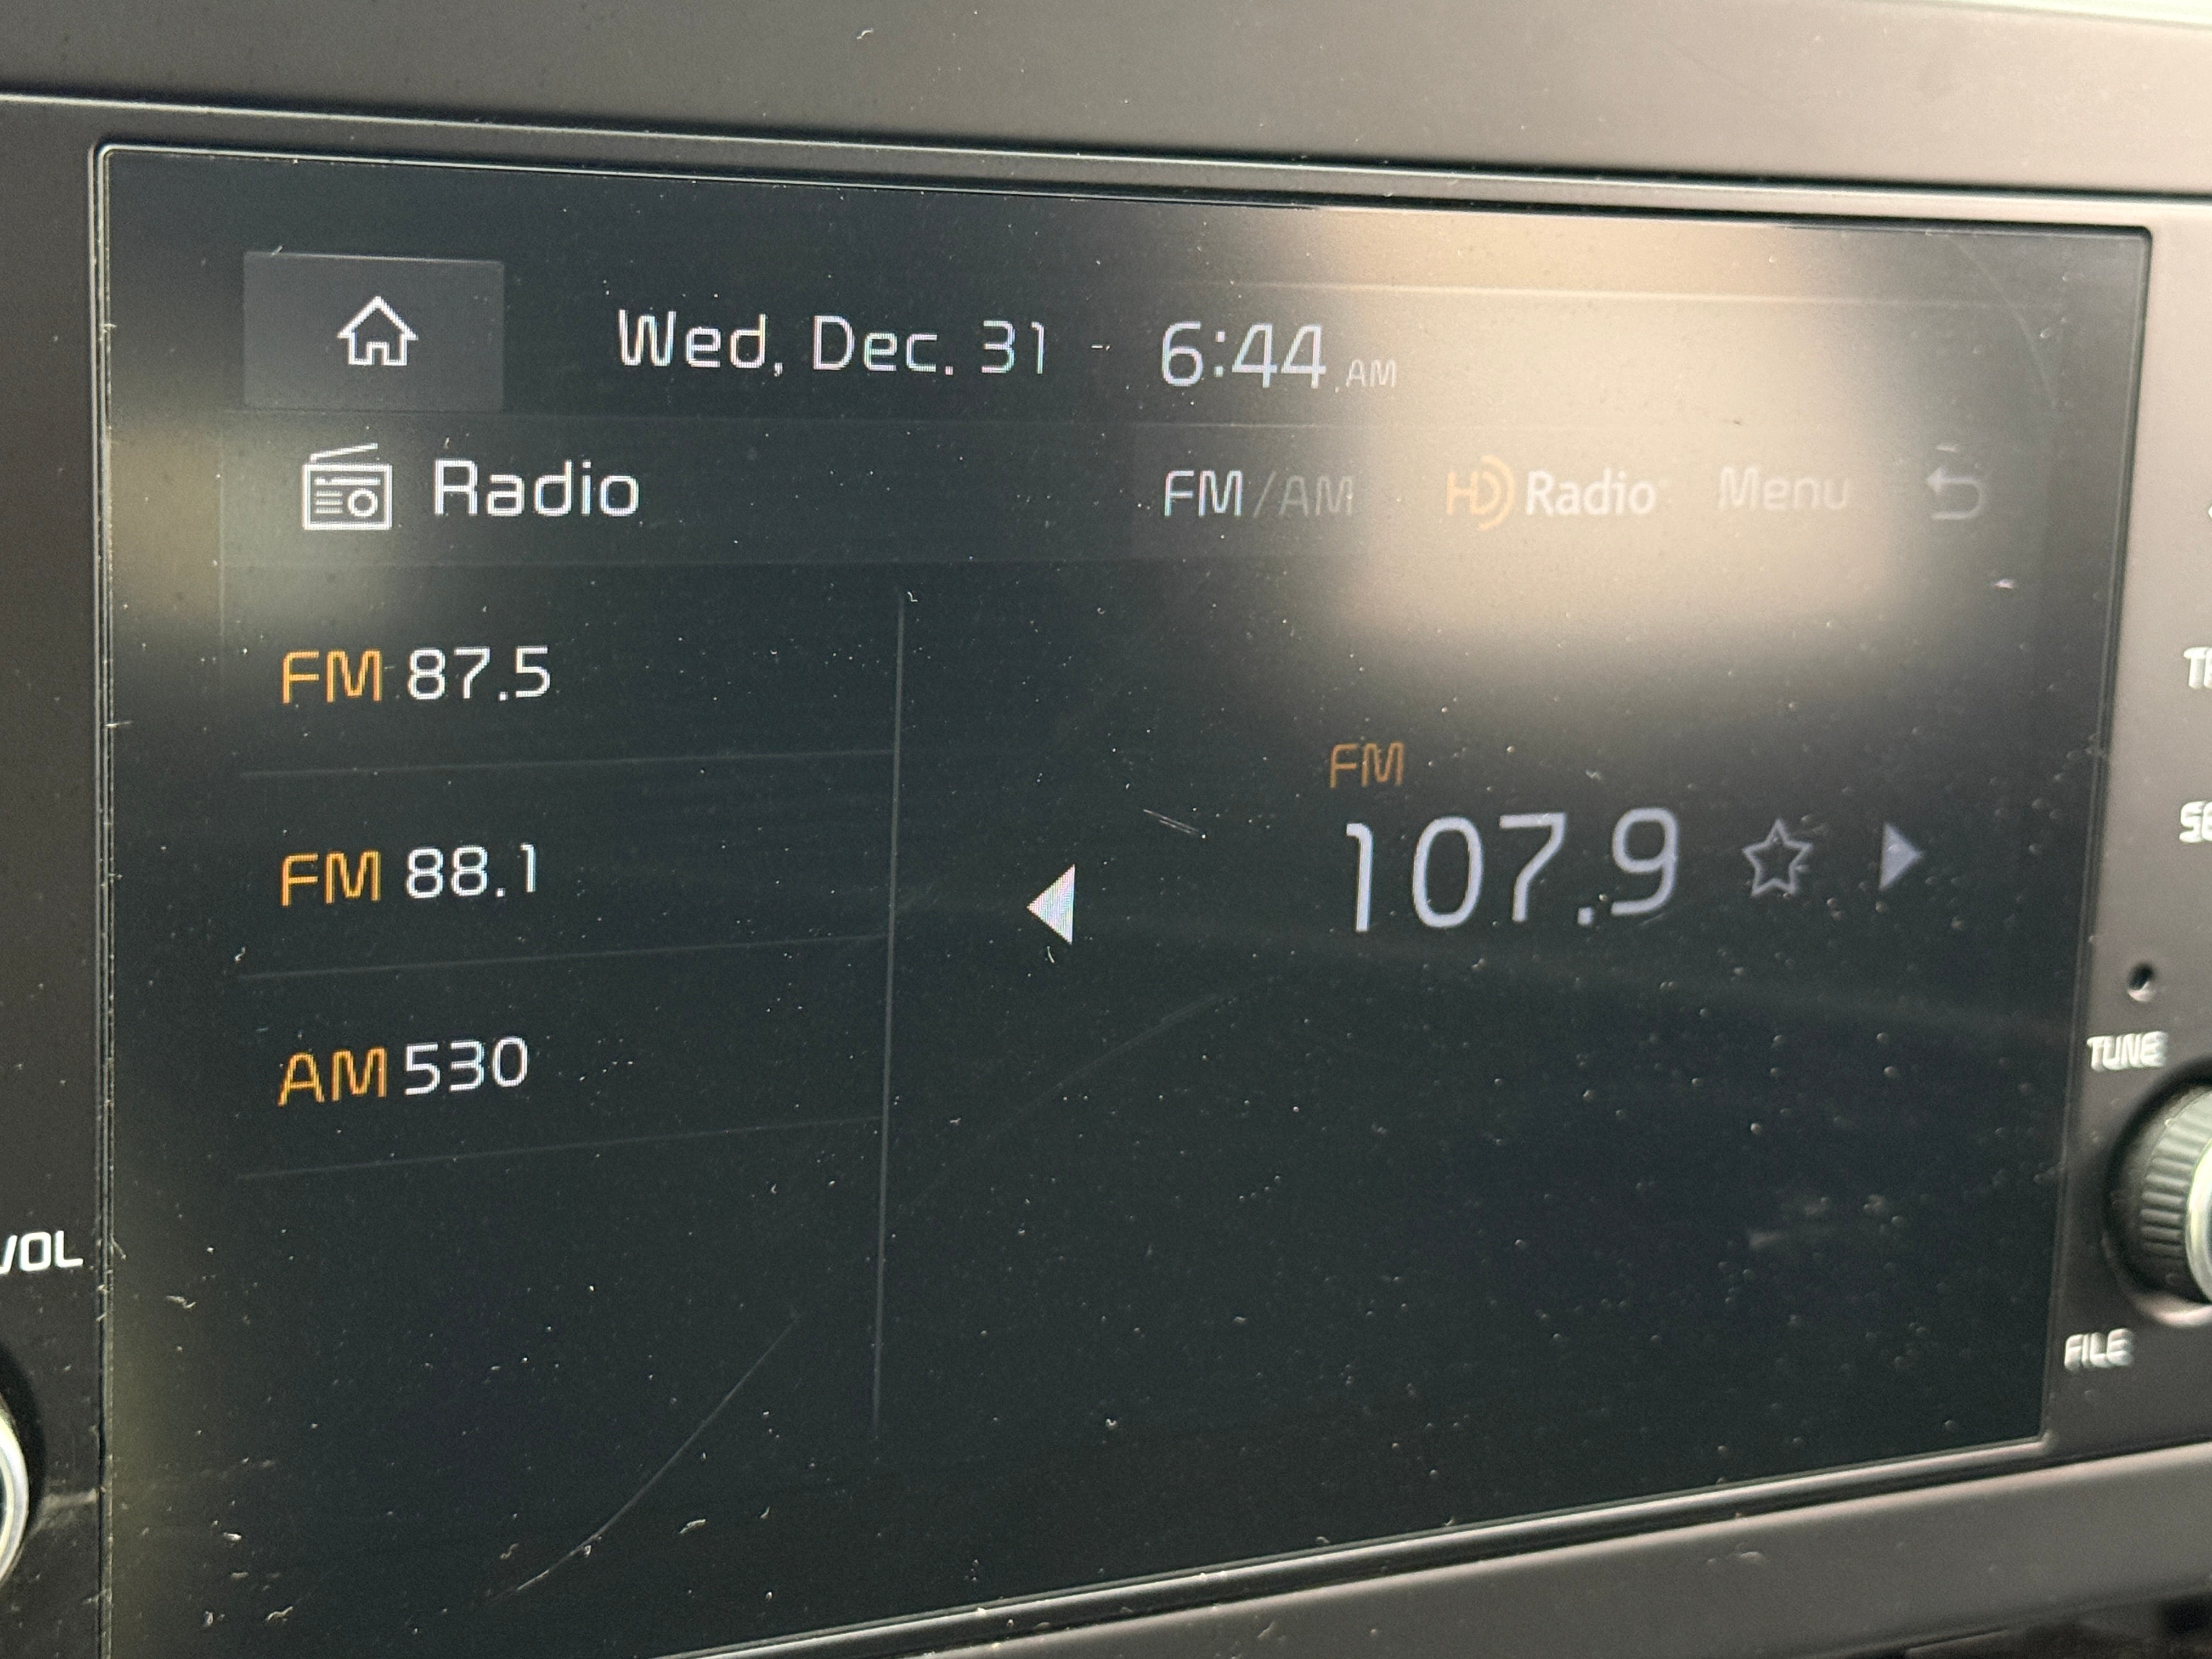 Wed, Dec. 31 - 6:44 AM
Radio FM/AM HD Radio Menu
FM 87.5
FM 88.1
AM 530
FM
107.9
VOL
TUNE
FILE